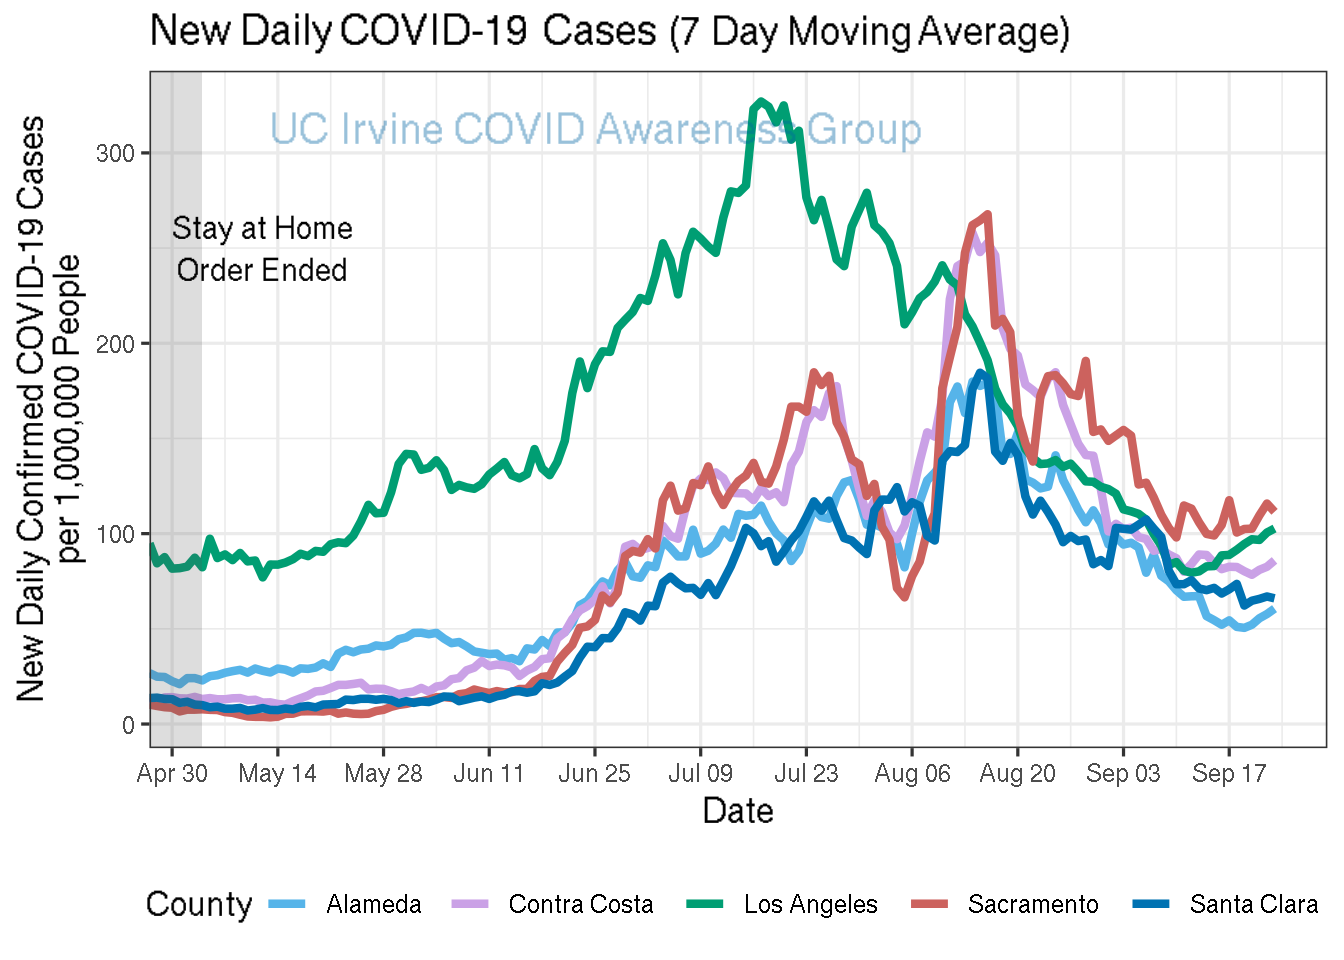 New Daily COVID-19 Cases (7 Day Moving Average)
UC Irvine COVID Awareness Group
Stay at Home
Order Ended
New Daily Confirmed COVID-19 Cases
per 1,000,000 People
300
200
100
0
Apr 30 May 14 May 28 Jun 11 Jun 25 Jul 09 Jul 23 Aug 06 Aug 20 Sep 03 Sep 17
Date
County Alameda Contra Costa Los Angeles Sacramento Santa Clara